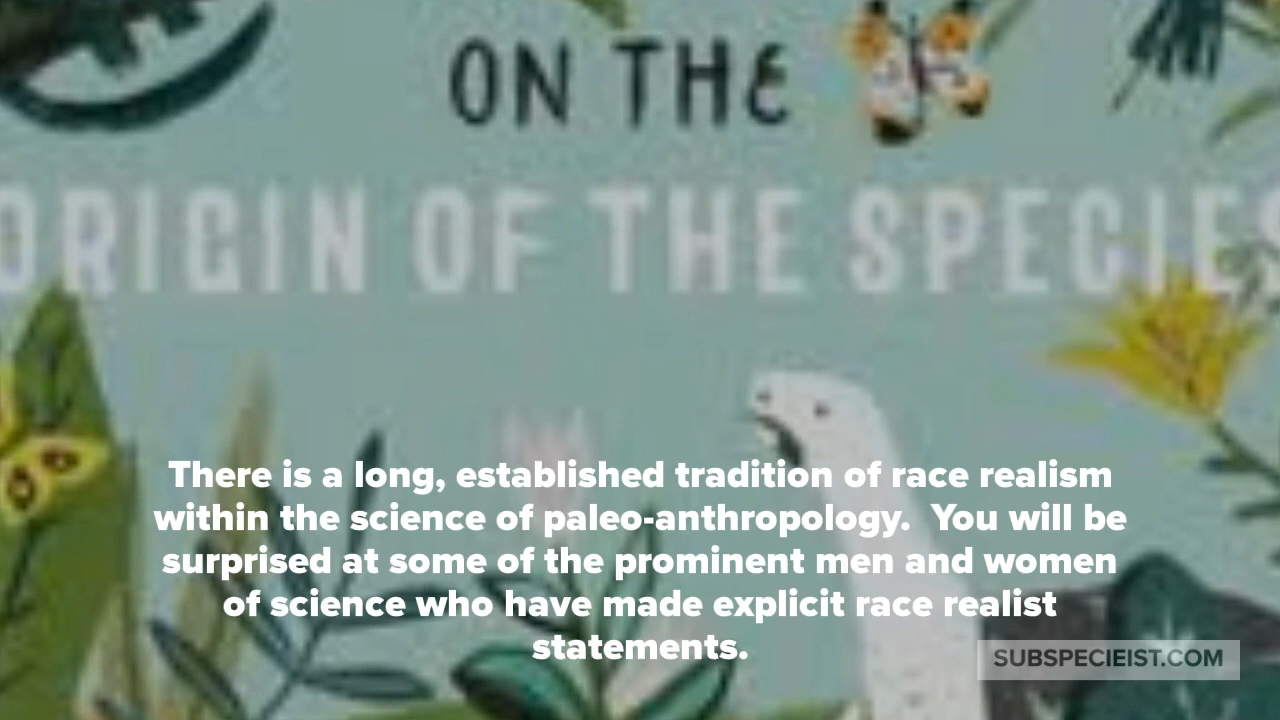 ON THE
ORIGIN OF THE SPECIES
There is a long, established tradition of race realism
within the science of paleo-anthropology.  You will be
surprised at some of the prominent men and women
of science who have made explicit race realist
statements.
SUBSPECIEIST.COM